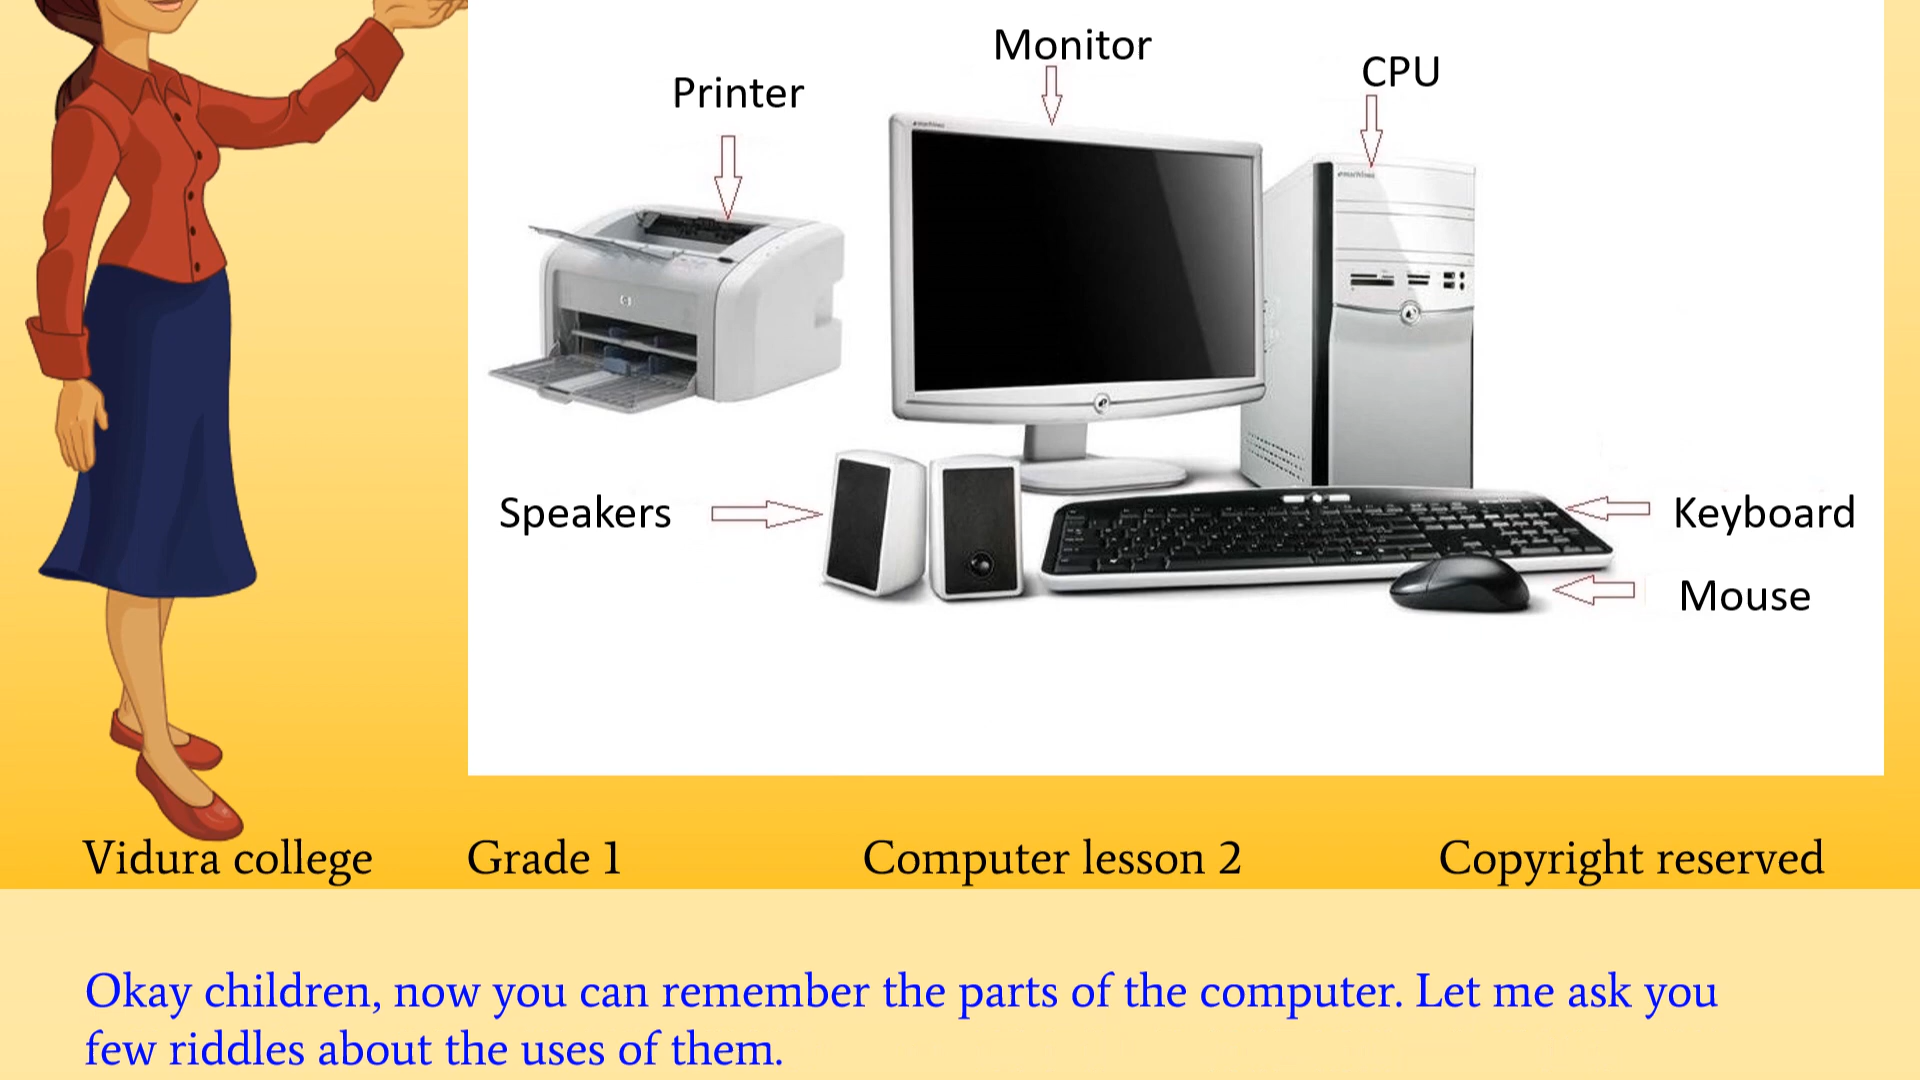 Monitor
CPU
Printer
Speakers
Keyboard
Mouse
Vidura college Grade 1 Computer lesson 2 Copyright reserved
Okay children, now you can remember the parts of the computer. Let me ask you
few riddles about the uses of them.